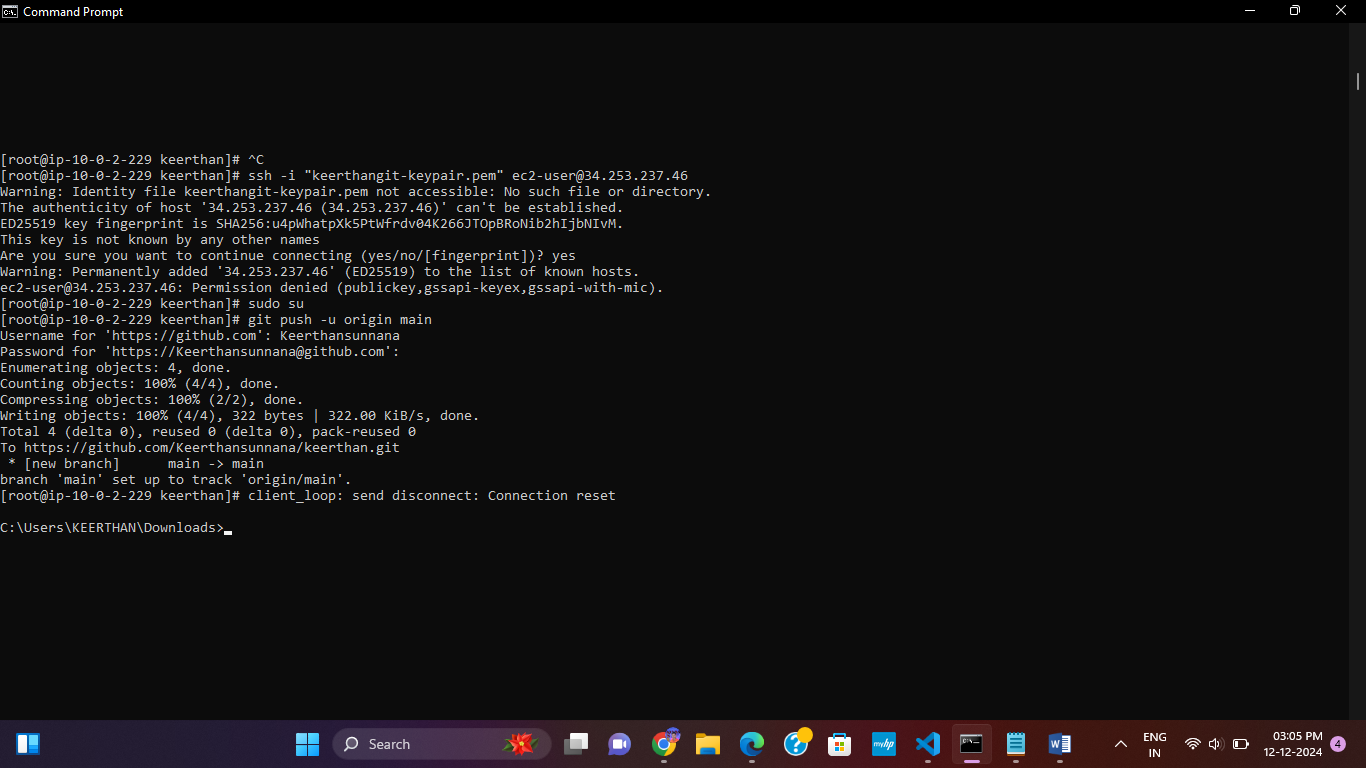 Command Prompt
[root@ip-10-0-2-229 keerthan]# ^C
[root@ip-10-0-2-229 keerthan]# ssh -i "keerthangit-keypair.pem" ec2-user@34.253.237.46
Warning: Identity file keerthangit-keypair.pem not accessible: No such file or directory.
The authenticity of host '34.253.237.46 (34.253.237.46)' can't be established.
ED25519 key fingerprint is SHA256:u4pWhatpXk5PtWfrdv04K266JTOpBRoNib2hIjbNIvM.
This key is not known by any other names
Are you sure you want to continue connecting (yes/no/[fingerprint])? yes
Warning: Permanently added '34.253.237.46' (ED25519) to the list of known hosts.
ec2-user@34.253.237.46: Permission denied (publickey,gssapi-keyex,gssapi-with-mic).
[root@ip-10-0-2-229 keerthan]# sudo su
[root@ip-10-0-2-229 keerthan]# git push -u origin main
Username for 'https://github.com': Keerthansunnana
Password for 'https://Keerthansunnana@github.com':
Enumerating objects: 4, done.
Counting objects: 100% (4/4), done.
Compressing objects: 100% (2/2), done.
Writing objects: 100% (4/4), 322 bytes | 322.00 KiB/s, done.
Total 4 (delta 0), reused 0 (delta 0), pack-reused 0
To https://github.com/Keerthansunnana/keerthan.git
 * [new branch]      main -> main
branch 'main' set up to track 'origin/main'.
[root@ip-10-0-2-229 keerthan]# client_loop: send disconnect: Connection reset
C:\Users\KEERTHAN\Downloads>
Search
myhp
ENG
IN
03:05 PM
12-12-2024
4